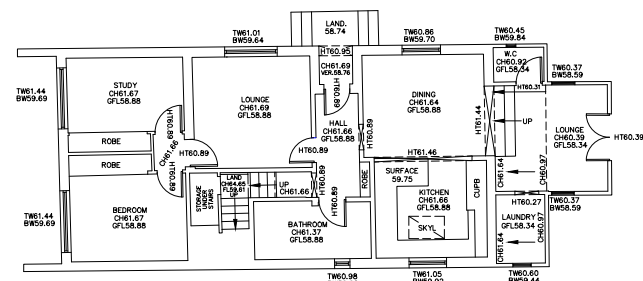 LAND.
58.74
TW61.01
BW59.64
HT60.95
TW60.86
BW59.70
TW60.45
BW59.84
W.C
CH60.92
GFL58.34
TW60.37
BW58.59
CH61.69
VER.58.76
TW61.44
BW59.69
STUDY
CH61.67
GFL58.88
LOUNGE
CH61.69
GFL58.88
HT60.89
HALL
CH61.66
GFL58.88
DINING
CH61.64
GFL58.88
HT60.31
HT61.44
UP
LOUNGE
CH60.39
GFL58.34
HT60.39
ROBE
HT60.89
CH61.66
HT60.89
HT60.89
HT60.89
HT61.46
ROBE
HT60.89
LAND
CH64.65
FL59.81
UP
UP
CH61.66
HT60.89
HT60.89
ROBE
SURFACE
59.75
KITCHEN
CH61.66
GFL58.88
CUPB
CH61.64
CH60.97
TW60.37
BW58.59
HT60.27
TW61.44
BW59.69
BEDROOM
CH61.67
GFL58.88
STORAGE
UNDER
STAIRS
BATHROOM
CH61.37
GFL58.88
SKYL
LAUNDRY
GFL58.34
CH61.64
CH60.97
TW60.98
TW61.05
TW60.60
BW59.44